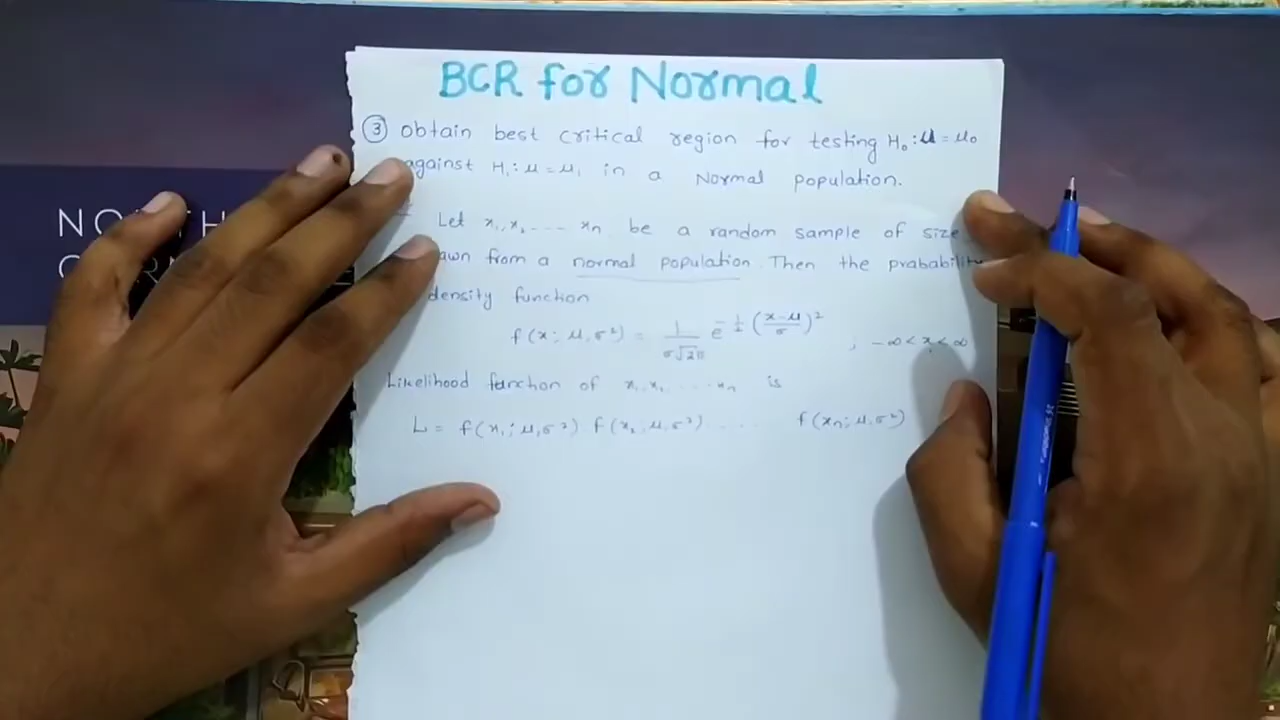 BCR for Normal
③ Obtain best critical region for testing H₀ : μ = μ₀
against H₁ : μ = μ₁ in a Normal population.
Let x₁, x₂ ..... xn be a random sample of size
from a normal population. Then the probability
density function
f(x; μ, σ²) = 1/(σ√2π) e^(-1/2 ((x-μ)/σ)²) , -∞ < x < ∞
Likelihood function of x₁, x₂ ..... xn is
L = f(x₁; μ, σ²) f(x₂, μ, σ²) ..... f(xn; μ, σ²)